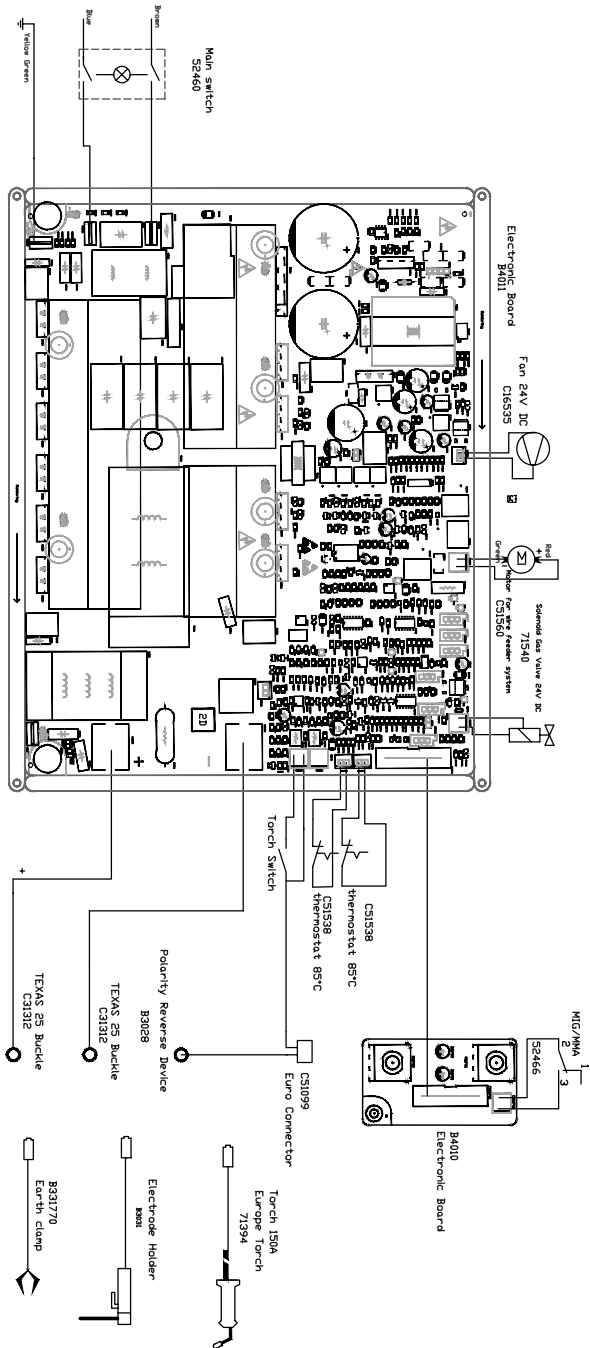 Brown
Blue
Yellow Green
Main switch
52460
Electronic Board
B4011
Fan 24V DC
C16535
Red
+
M
Green
Motor for wire feeder system
C51560
Solenoid Gas Valve 24V DC
71540
2D
+
-
+
Torch Switch
C51538
thermostat 85°C
C51538
thermostat 85°C
MIG/MMA
1
2
3
52466
B4010
Electronic Board
C51099
Euro Connector
Polarity Reverse Device
B3028
TEXAS 25 Buckle
C31312
TEXAS 25 Buckle
C31312
Torch 150A
Europe Torch
71394
Electrode Holder
B3031
B331770
Earth clamp